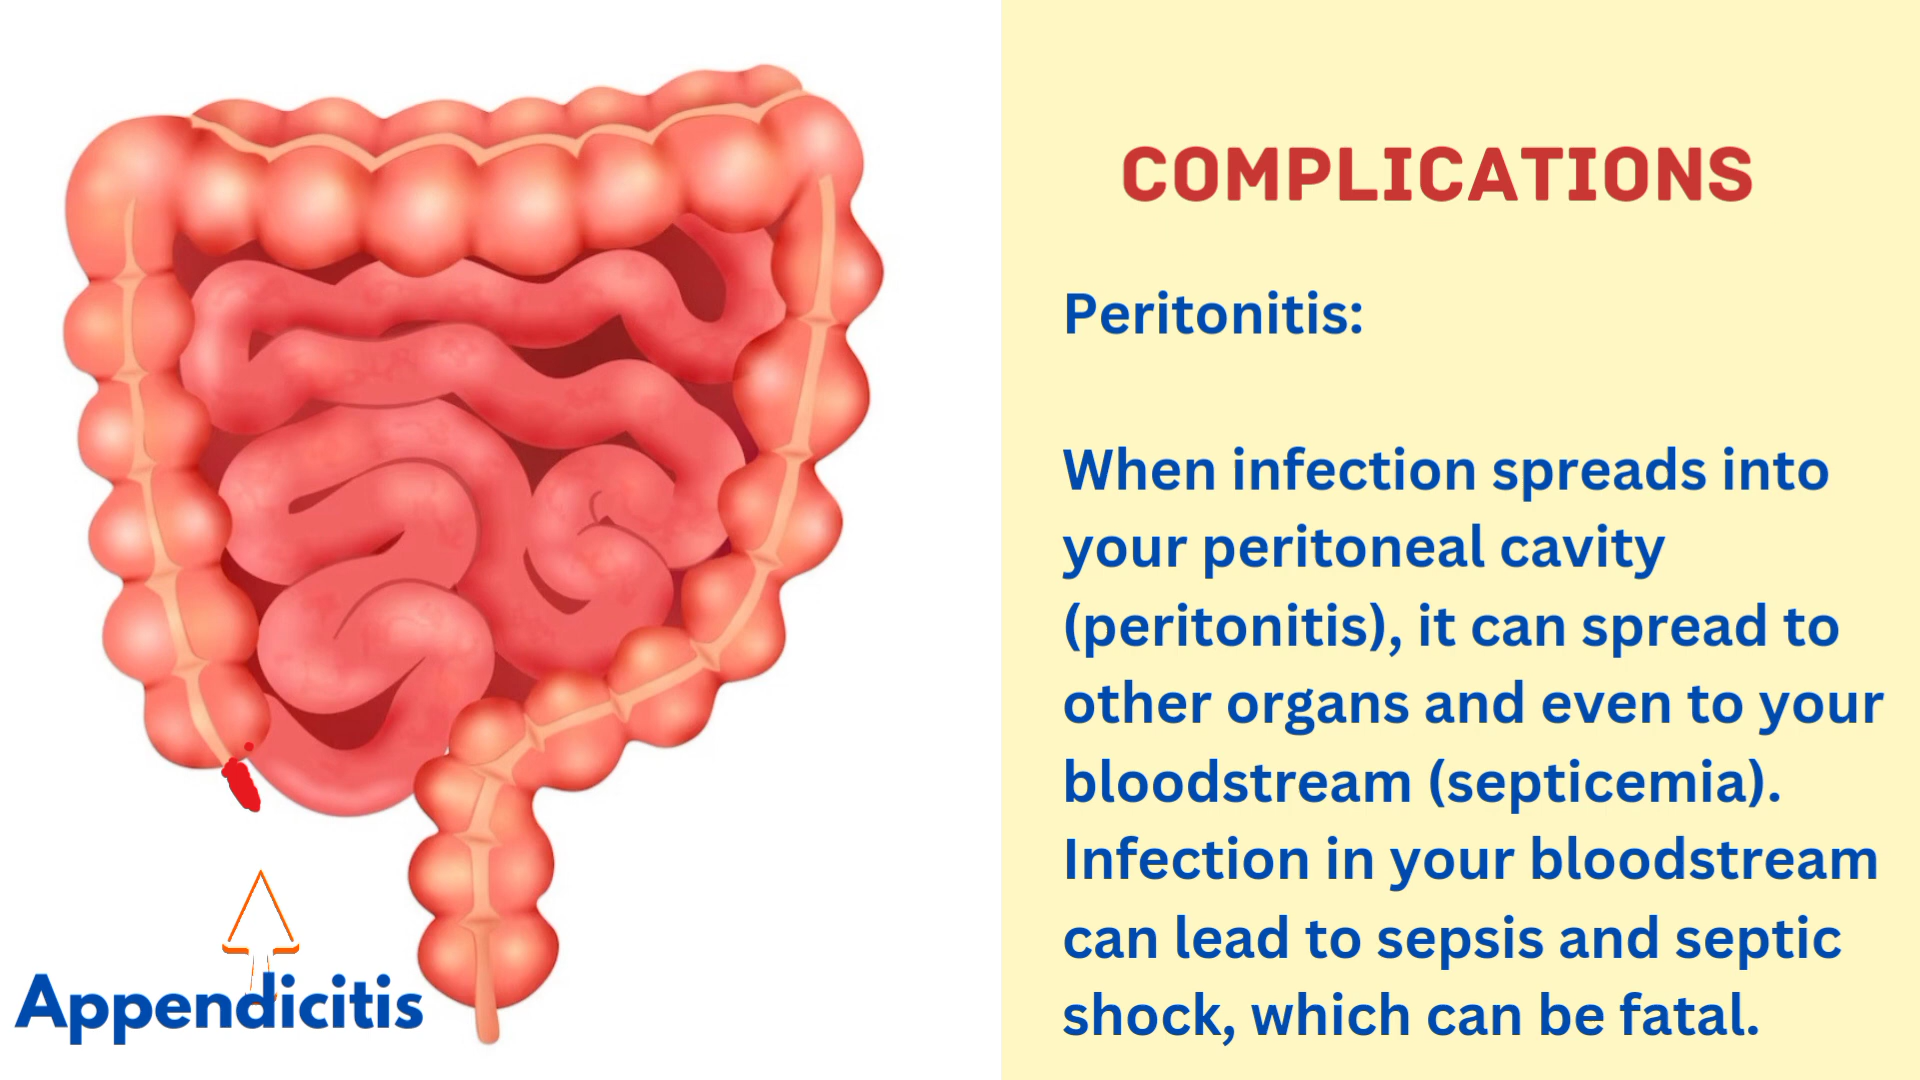 COMPLICATIONS
Peritonitis:
When infection spreads into
your peritoneal cavity
(peritonitis), it can spread to
other organs and even to your
bloodstream (septicemia).
Infection in your bloodstream
can lead to sepsis and septic
shock, which can be fatal.
Appendicitis